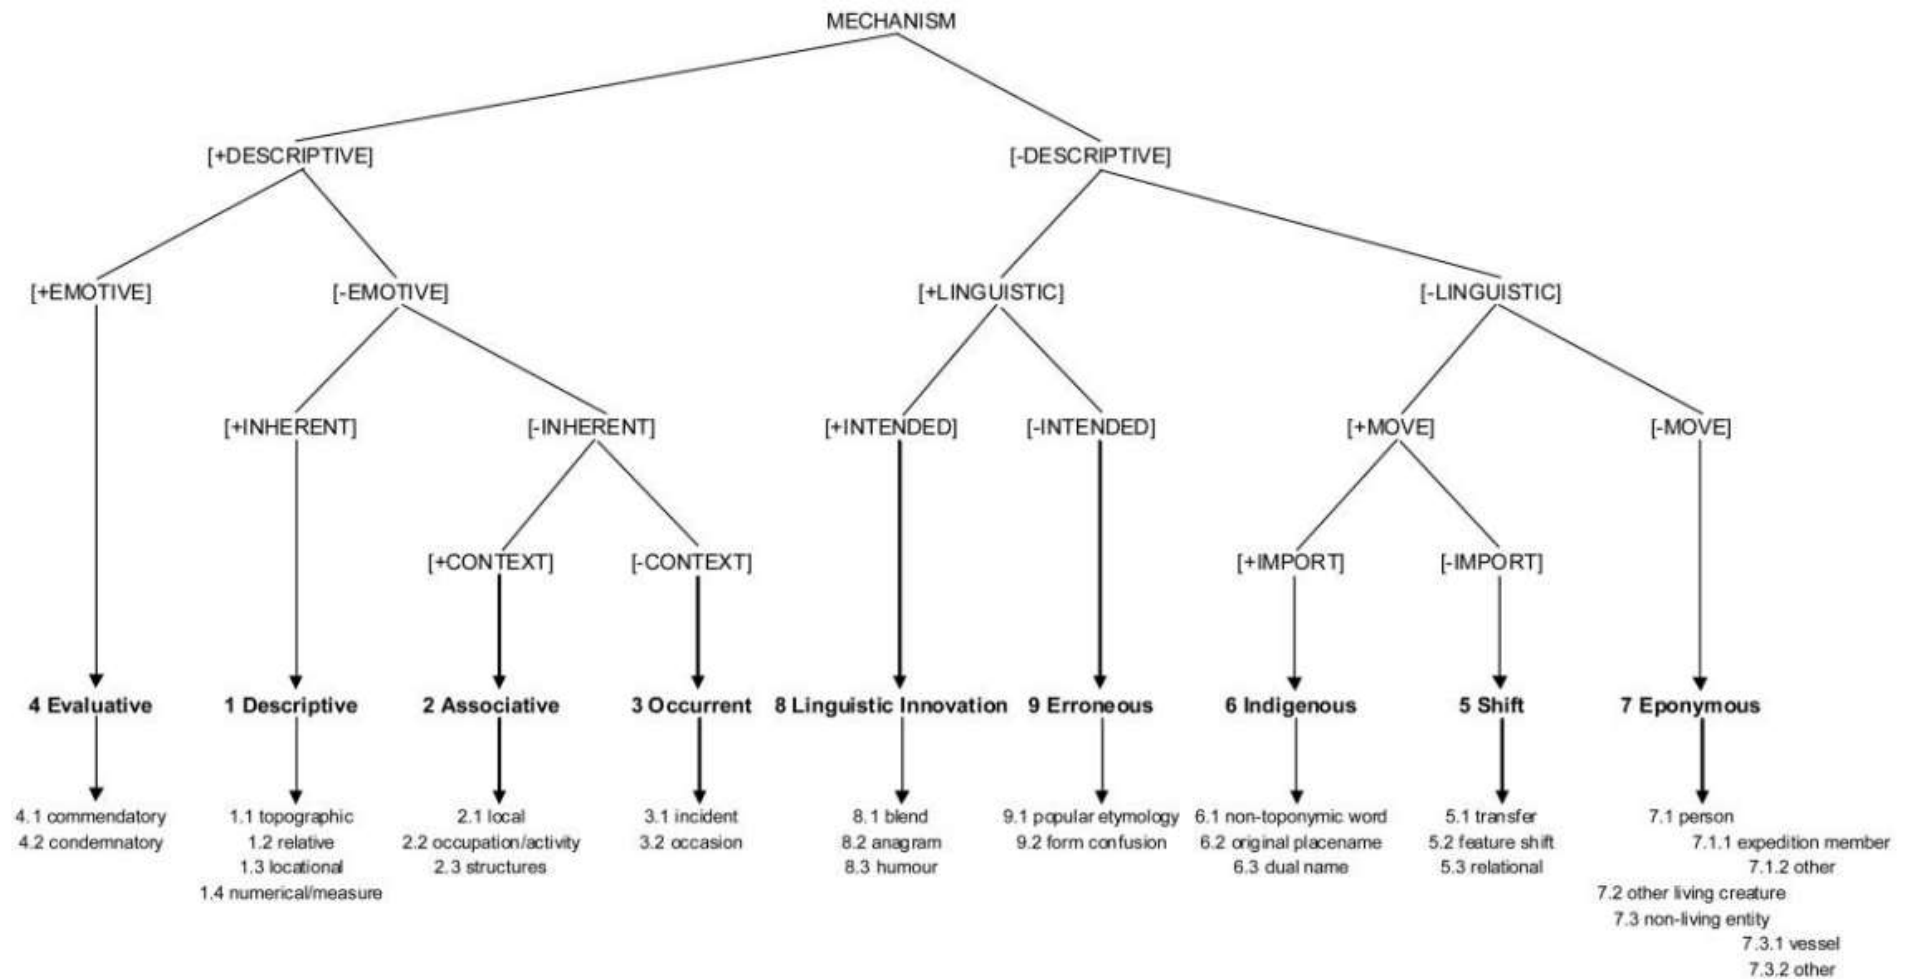 MECHANISM
[+DESCRIPTIVE] [-DESCRIPTIVE]
[+EMOTIVE] [-EMOTIVE] [+LINGUISTIC] [-LINGUISTIC]
[+INHERENT] [-INHERENT] [+INTENDED] [-INTENDED] [+MOVE] [-MOVE]
[+CONTEXT] [-CONTEXT] [+IMPORT] [-IMPORT]
4 Evaluative 1 Descriptive 2 Associative 3 Occurrent 8 Linguistic Innovation 9 Erroneous 6 Indigenous 5 Shift 7 Eponymous
4.1 commendatory 1.1 topographic 2.1 local 3.1 incident 8.1 blend 9.1 popular etymology 6.1 non-toponymic word 5.1 transfer 7.1 person
4.2 condemnatory 1.2 relative 2.2 occupation/activity 3.2 occasion 8.2 anagram 9.2 form confusion 6.2 original placename 5.2 feature shift 7.1.1 expedition member
1.3 locational 2.3 structures 8.3 humour 6.3 dual name 5.3 relational 7.1.2 other
1.4 numerical/measure 7.2 other living creature
7.3 non-living entity
7.3.1 vessel
7.3.2 other